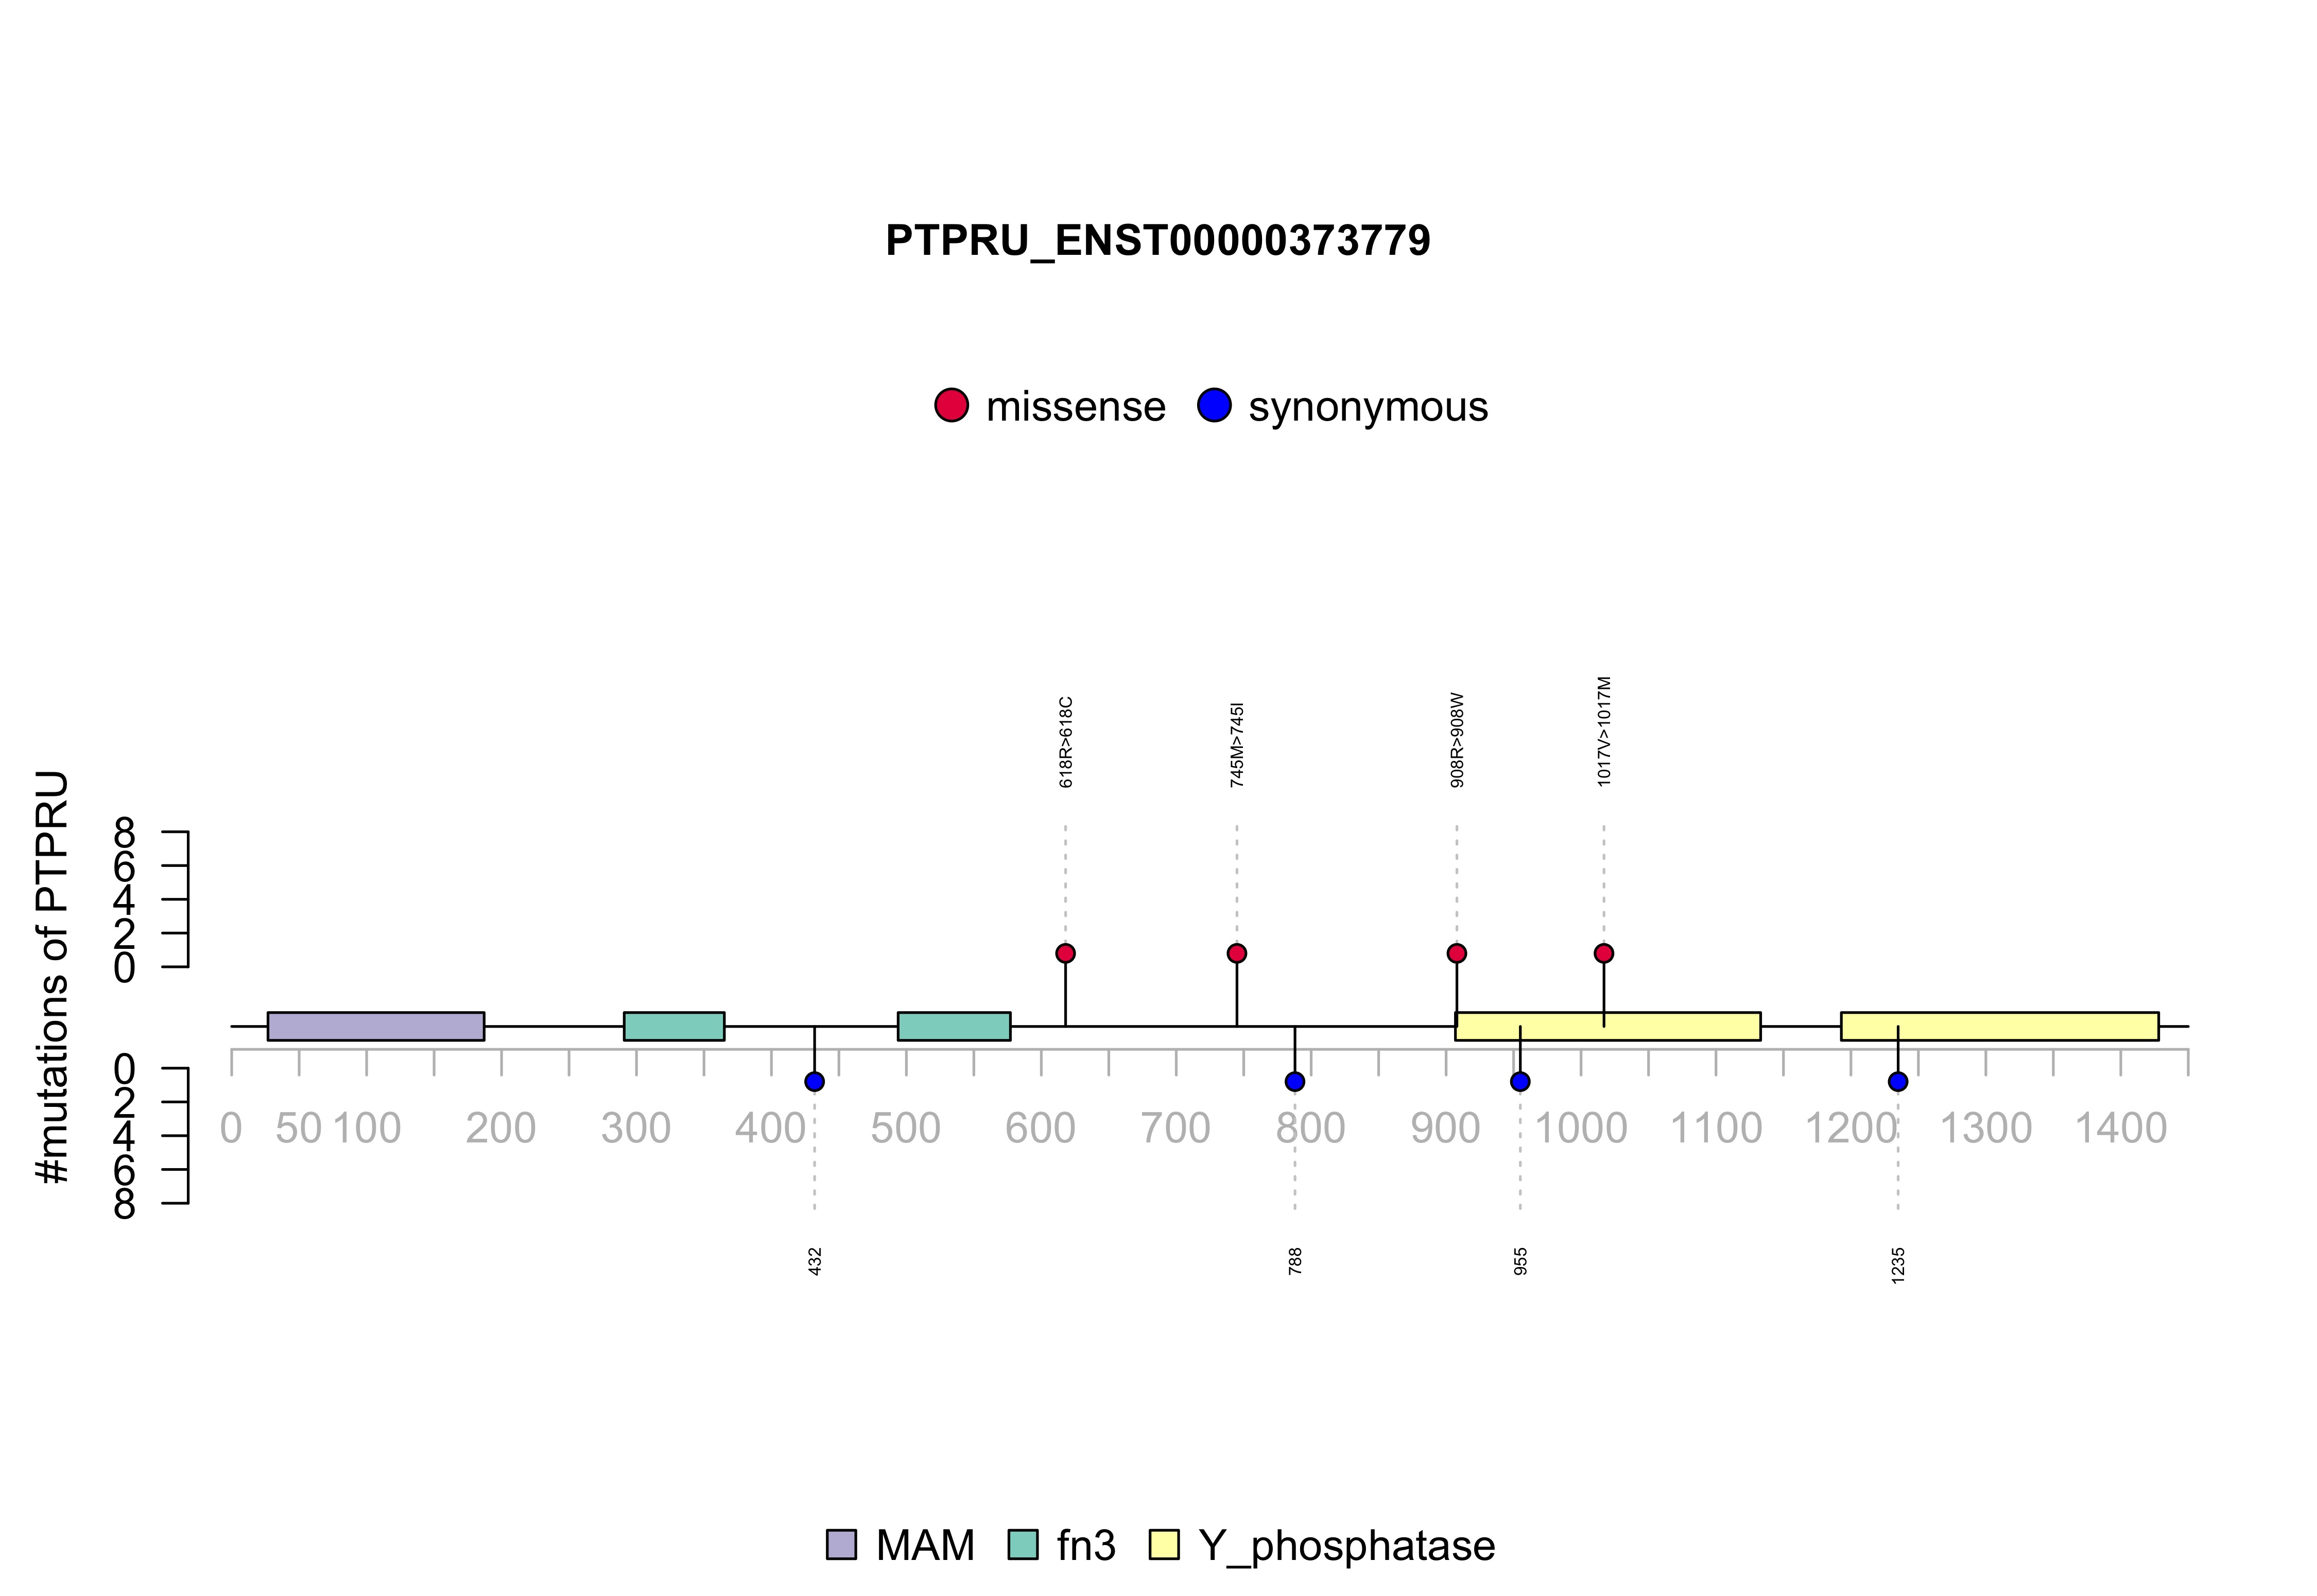 PTPRU_ENST00000373779
missense synonymous
618R>618C 745M>745I 908R>908W 1017V>1017M
#mutations of PTPRU
8
6
4
2
0
0
2
4
6
8
0 50 100 200 300 400 500 600 700 800 900 1000 1100 1200 1300 1400
432 788 955 1235
MAM fn3 Y_phosphatase